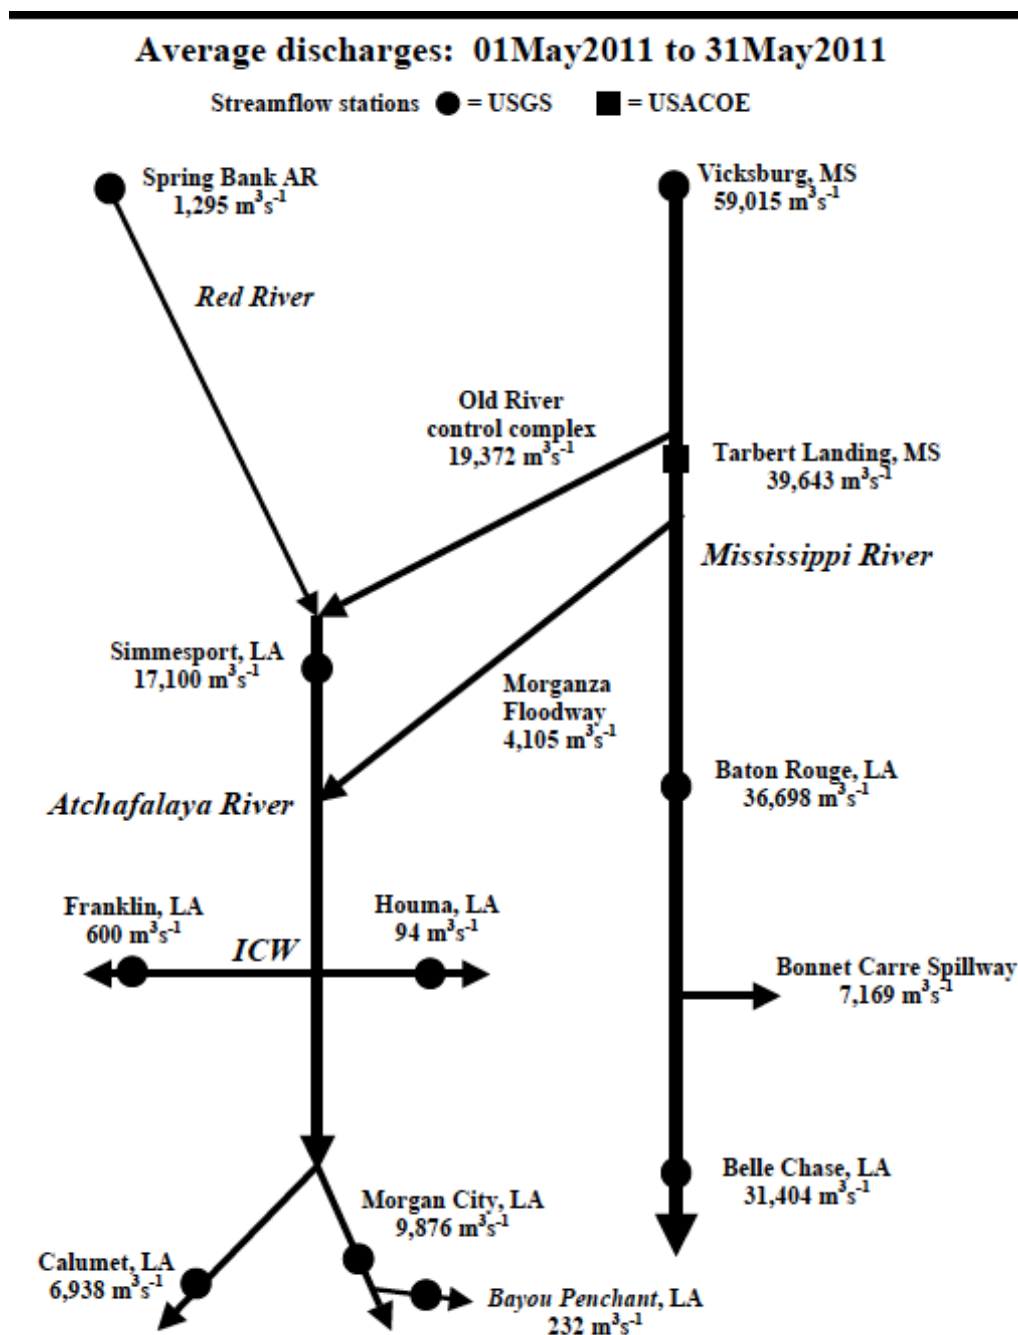 Average discharges: 01May2011 to 31May2011
Streamflow stations ● = USGS ■ = USACOE
Spring Bank AR
1,295 m³s⁻¹
Vicksburg, MS
59,015 m³s⁻¹
Red River
Old River
control complex
19,372 m³s⁻¹
Tarbert Landing, MS
39,643 m³s⁻¹
Mississippi River
Simmesport, LA
17,100 m³s⁻¹
Morganza
Floodway
4,105 m³s⁻¹
Baton Rouge, LA
36,698 m³s⁻¹
Atchafalaya River
Franklin, LA
600 m³s⁻¹
Houma, LA
94 m³s⁻¹
ICW
Bonnet Carre Spillway
7,169 m³s⁻¹
Belle Chase, LA
31,404 m³s⁻¹
Morgan City, LA
9,876 m³s⁻¹
Calumet, LA
6,938 m³s⁻¹
Bayou Penchant, LA
232 m³s⁻¹